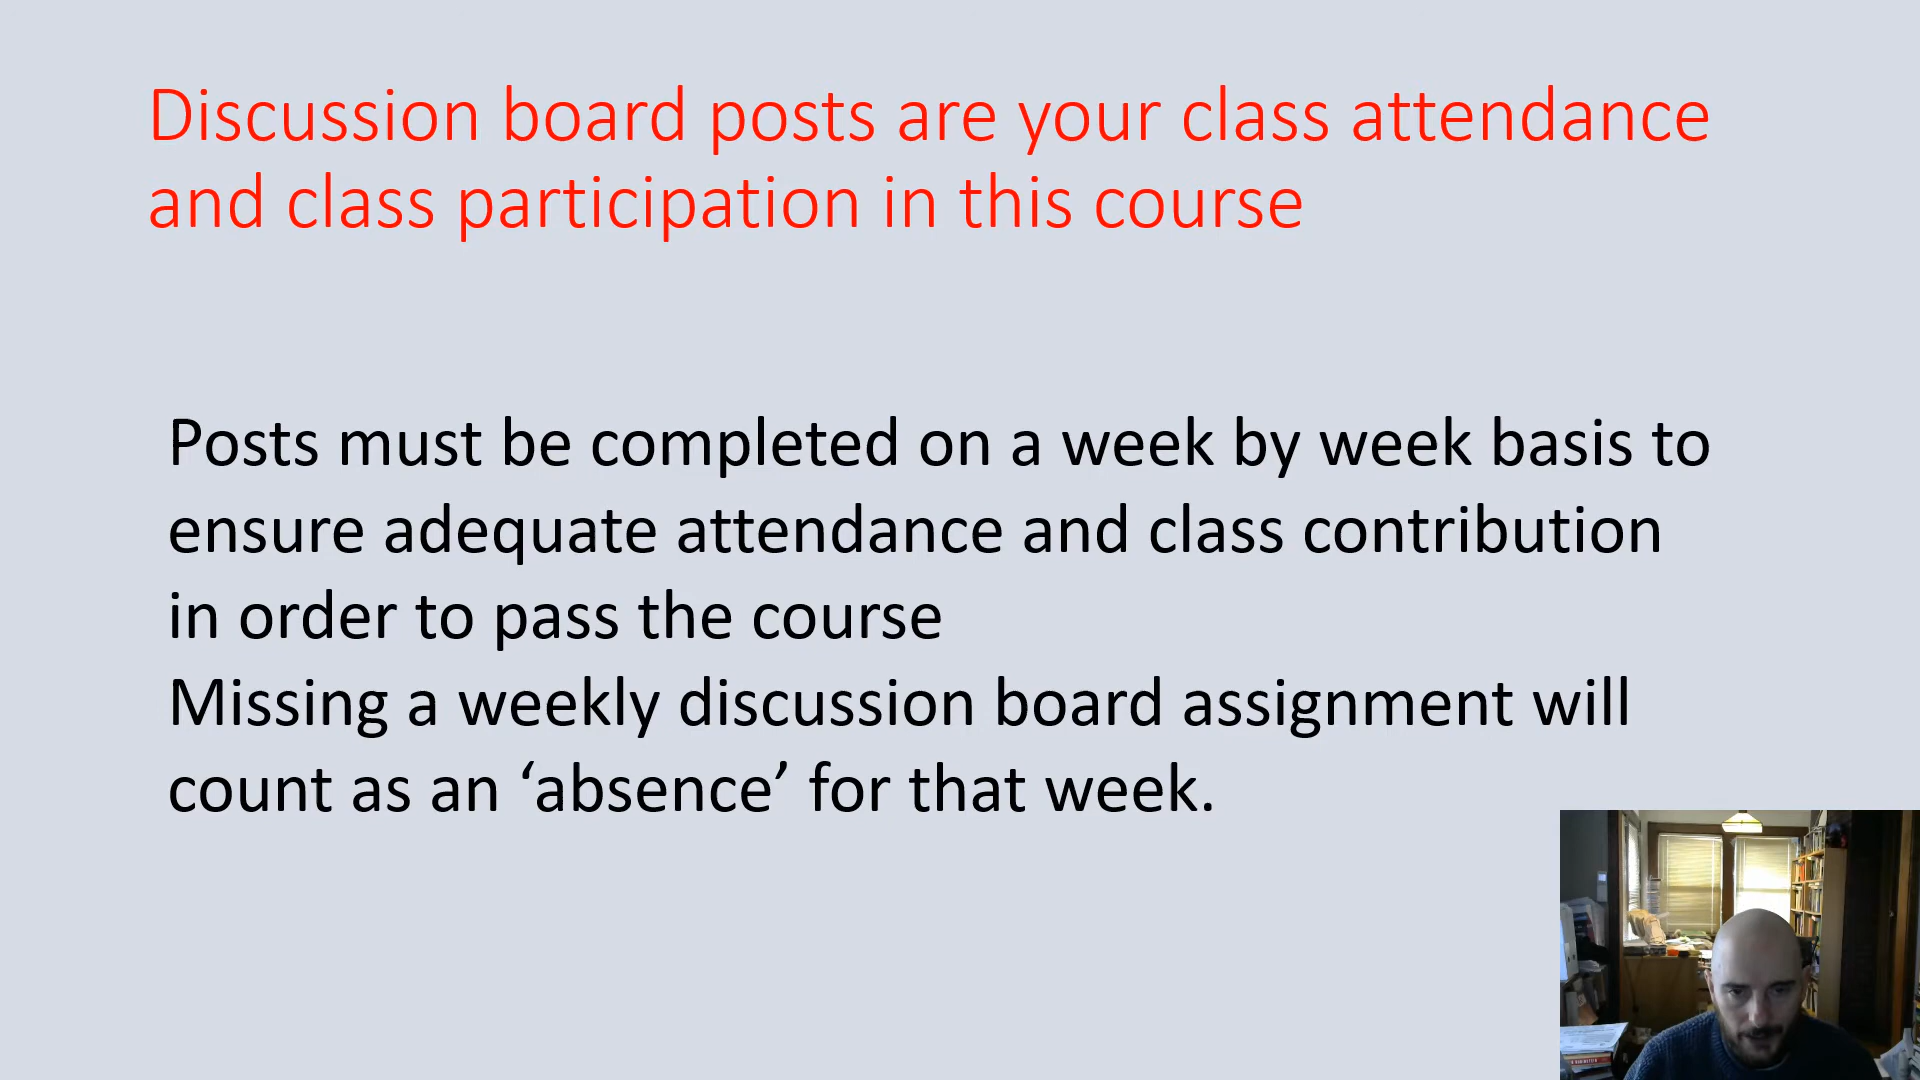 Discussion board posts are your class attendance
and class participation in this course
Posts must be completed on a week by week basis to
ensure adequate attendance and class contribution
in order to pass the course
Missing a weekly discussion board assignment will
count as an ‘absence’ for that week.